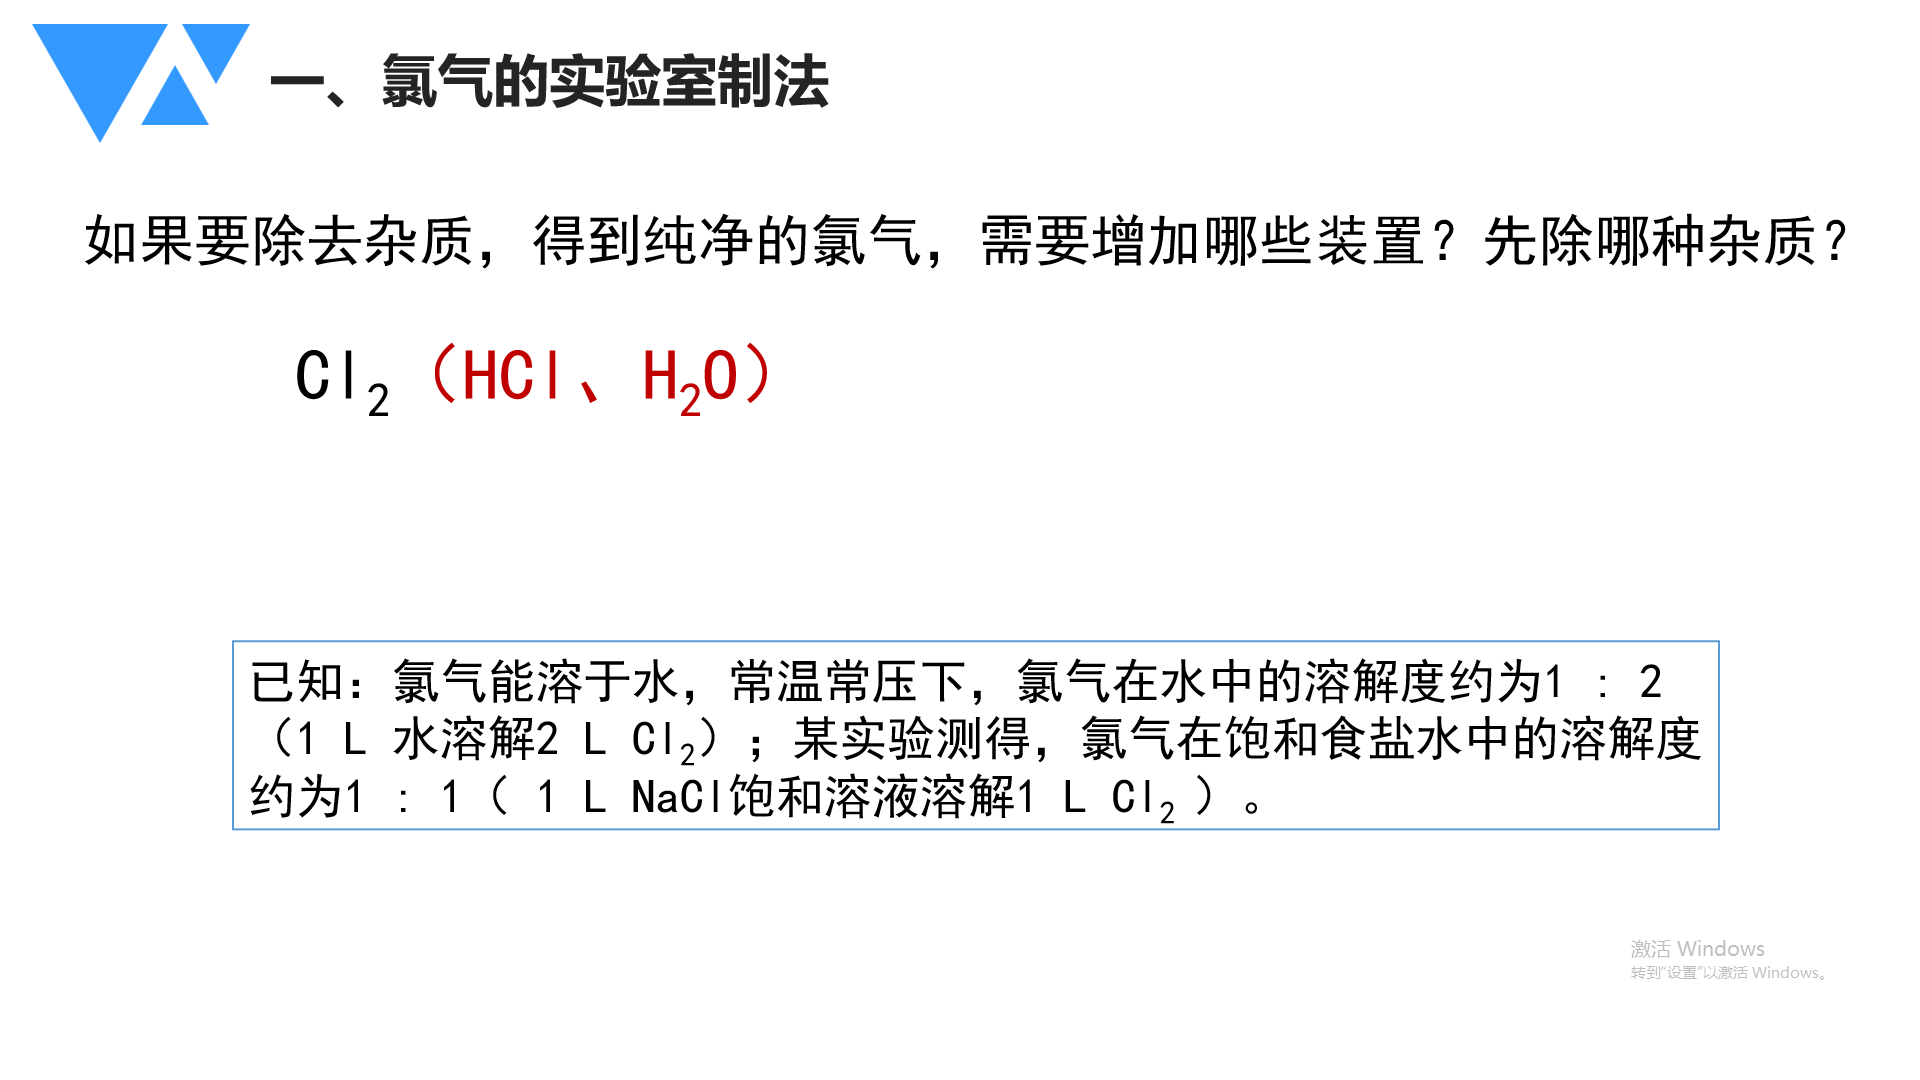 一、氯气的实验室制法
如果要除去杂质，得到纯净的氯气，需要增加哪些装置？先除哪种杂质？
Cl₂（HCl、H₂O）
已知：氯气能溶于水，常温常压下，氯气在水中的溶解度约为1 : 2
（1 L 水溶解2 L Cl₂）；某实验测得，氯气在饱和食盐水中的溶解度
约为1 : 1（ 1 L NaCl饱和溶液溶解1 L Cl₂ ）。
激活 Windows
转到“设置”以激活 Windows。